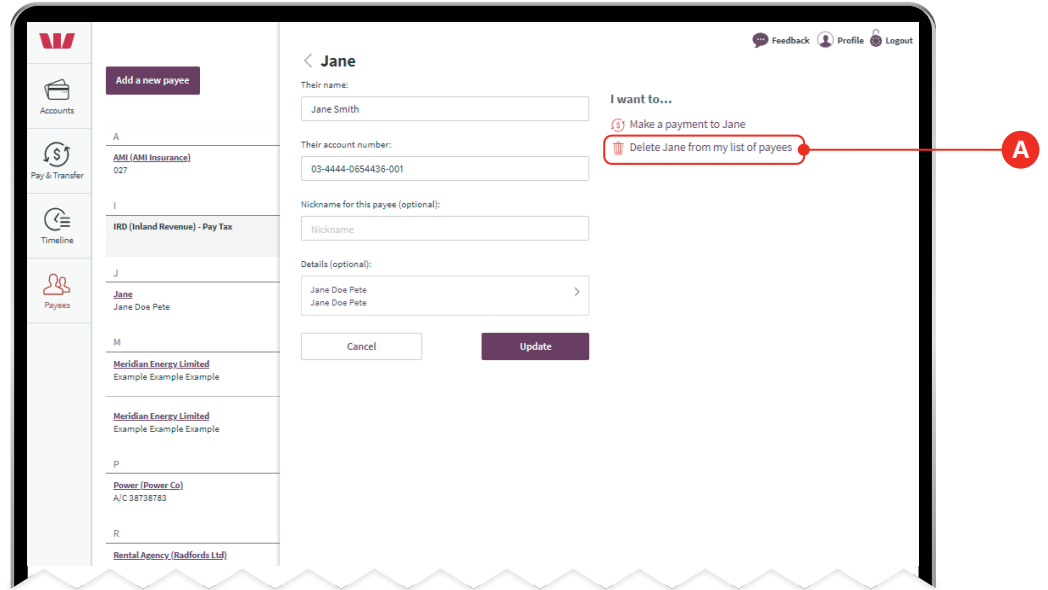 Feedback Profile Logout
Accounts
Pay & Transfer
Timeline
Payees
Add a new payee
A
AMI (AMI Insurance)
027
I
IRD (Inland Revenue) - Pay Tax
J
Jane
Jane Doe Pete
M
Meridian Energy Limited
Example Example Example
Meridian Energy Limited
Example Example Example
P
Power (Power Co)
A/C 38738783
R
Rental Agency (Radfords Ltd)
Jane
Their name:
Jane Smith
Their account number:
03-4444-0654436-001
Nickname for this payee (optional):
Nickname
Details (optional):
Jane Doe Pete
Jane Doe Pete
Cancel
Update
I want to...
Make a payment to Jane
Delete Jane from my list of payees
A